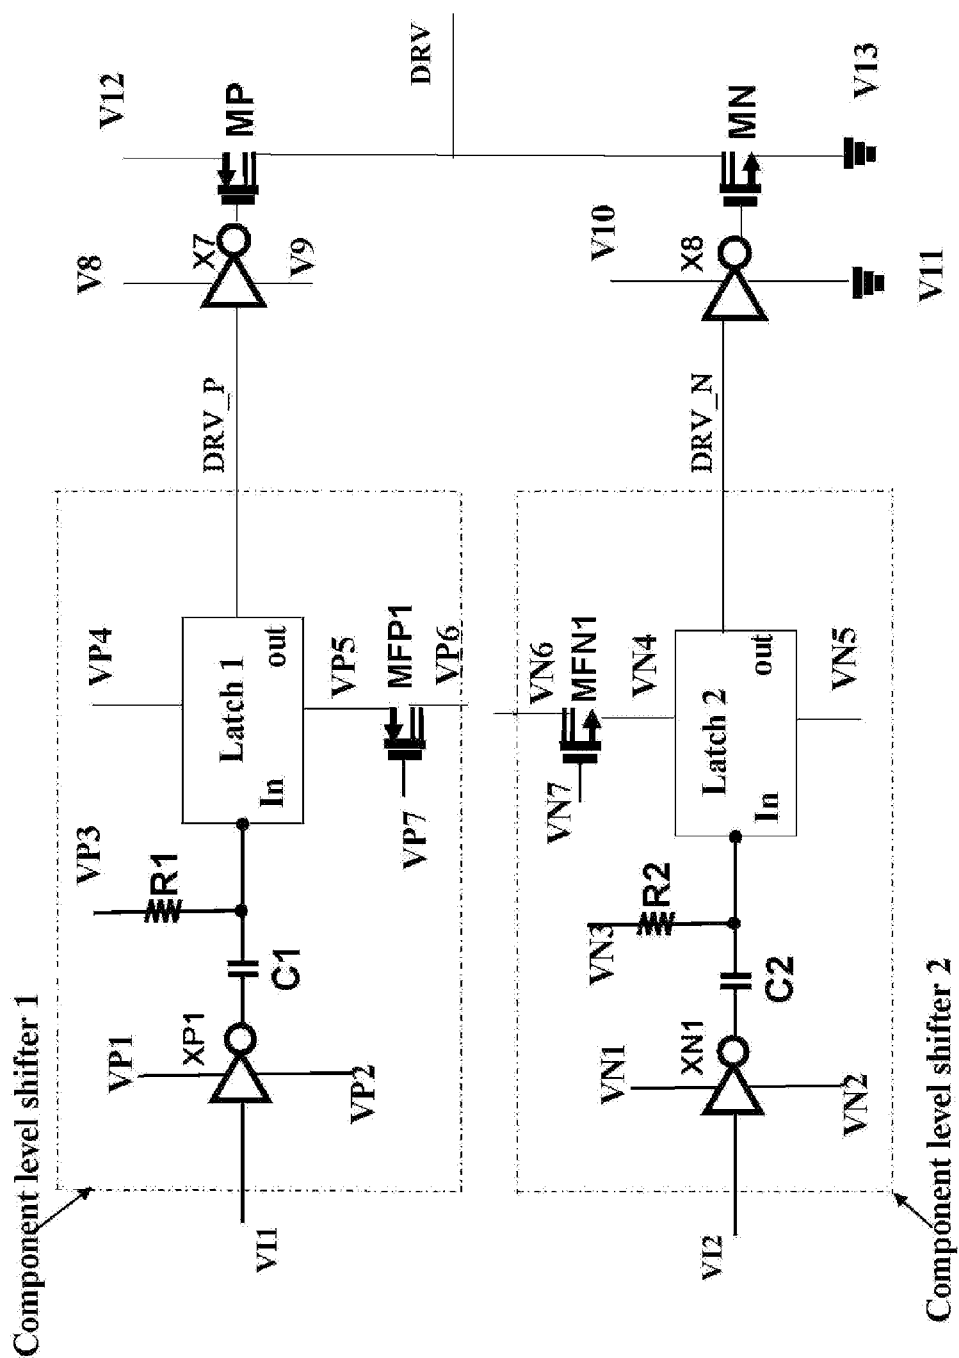 Component level shifter 1
VI1
VP1
XP1
VP2
C1
VP3
R1
In
Latch 1
out
VP4
VP5
MFP1
VP6
VP7
DRV_P
V8
X7
V9
V12
MP
DRV
Component level shifter 2
VI2
VN1
XN1
VN2
C2
VN3
R2
In
Latch 2
out
VN6
MFN1
VN4
VN7
VN5
DRV_N
V10
X8
V11
MN
V13